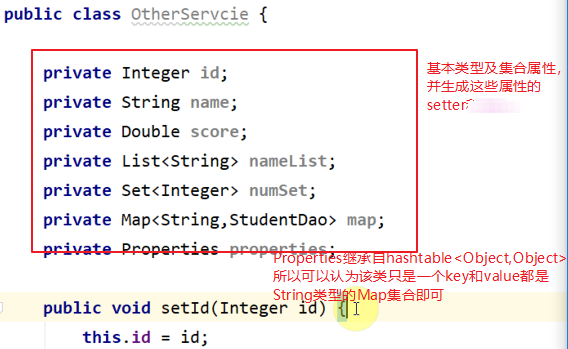 public class OtherServcie {
private Integer id;
private String name;
private Double score;
private List<String> nameList;
private Set<Integer> numSet;
private Map<String,StudentDao> map;
private Properties properties;
基本类型及集合属性，
并生成这些属性的
setter
Properties继承自hashtable<Object,Object>
所以可以认为该类只是一个key和value都是
String类型的Map集合即可
public void setId(Integer id) {
this.id = id;